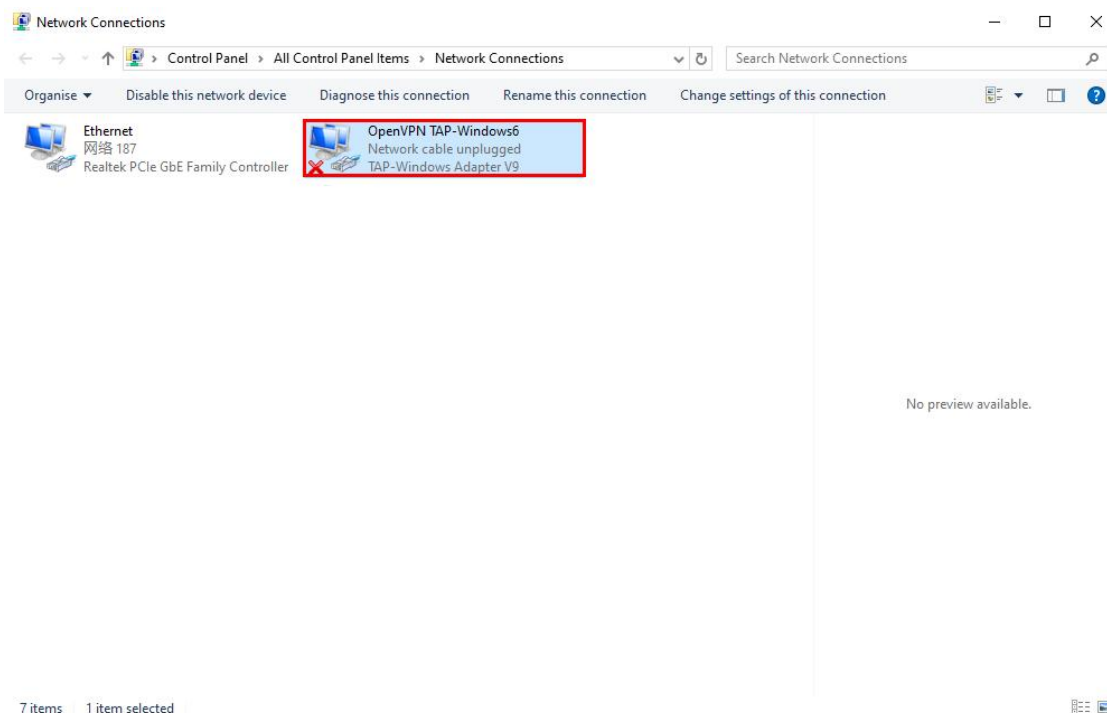 Network Connections
Control Panel > All Control Panel Items > Network Connections
Search Network Connections
Organise
Disable this network device
Diagnose this connection
Rename this connection
Change settings of this connection
Ethernet
网络 187
Realtek PCIe GbE Family Controller
OpenVPN TAP-Windows6
Network cable unplugged
TAP-Windows Adapter V9
No preview available.
7 items
1 item selected